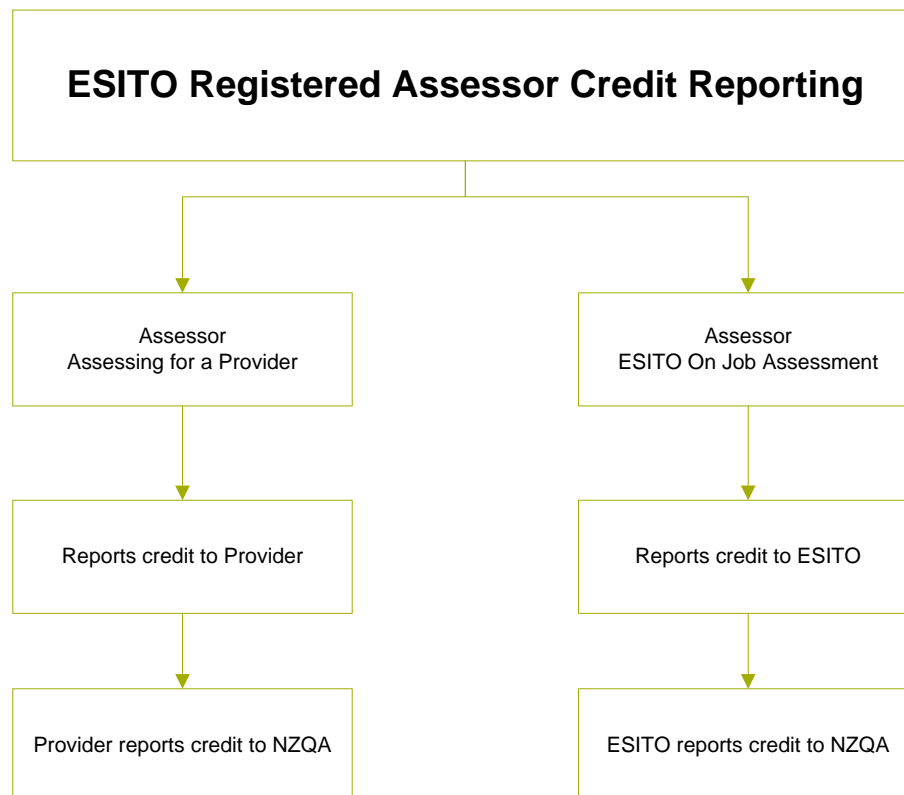 ESITO Registered Assessor Credit Reporting
Assessor
Assessing for a Provider
Assessor
ESITO On Job Assessment
Reports credit to Provider
Reports credit to ESITO
Provider reports credit to NZQA
ESITO reports credit to NZQA